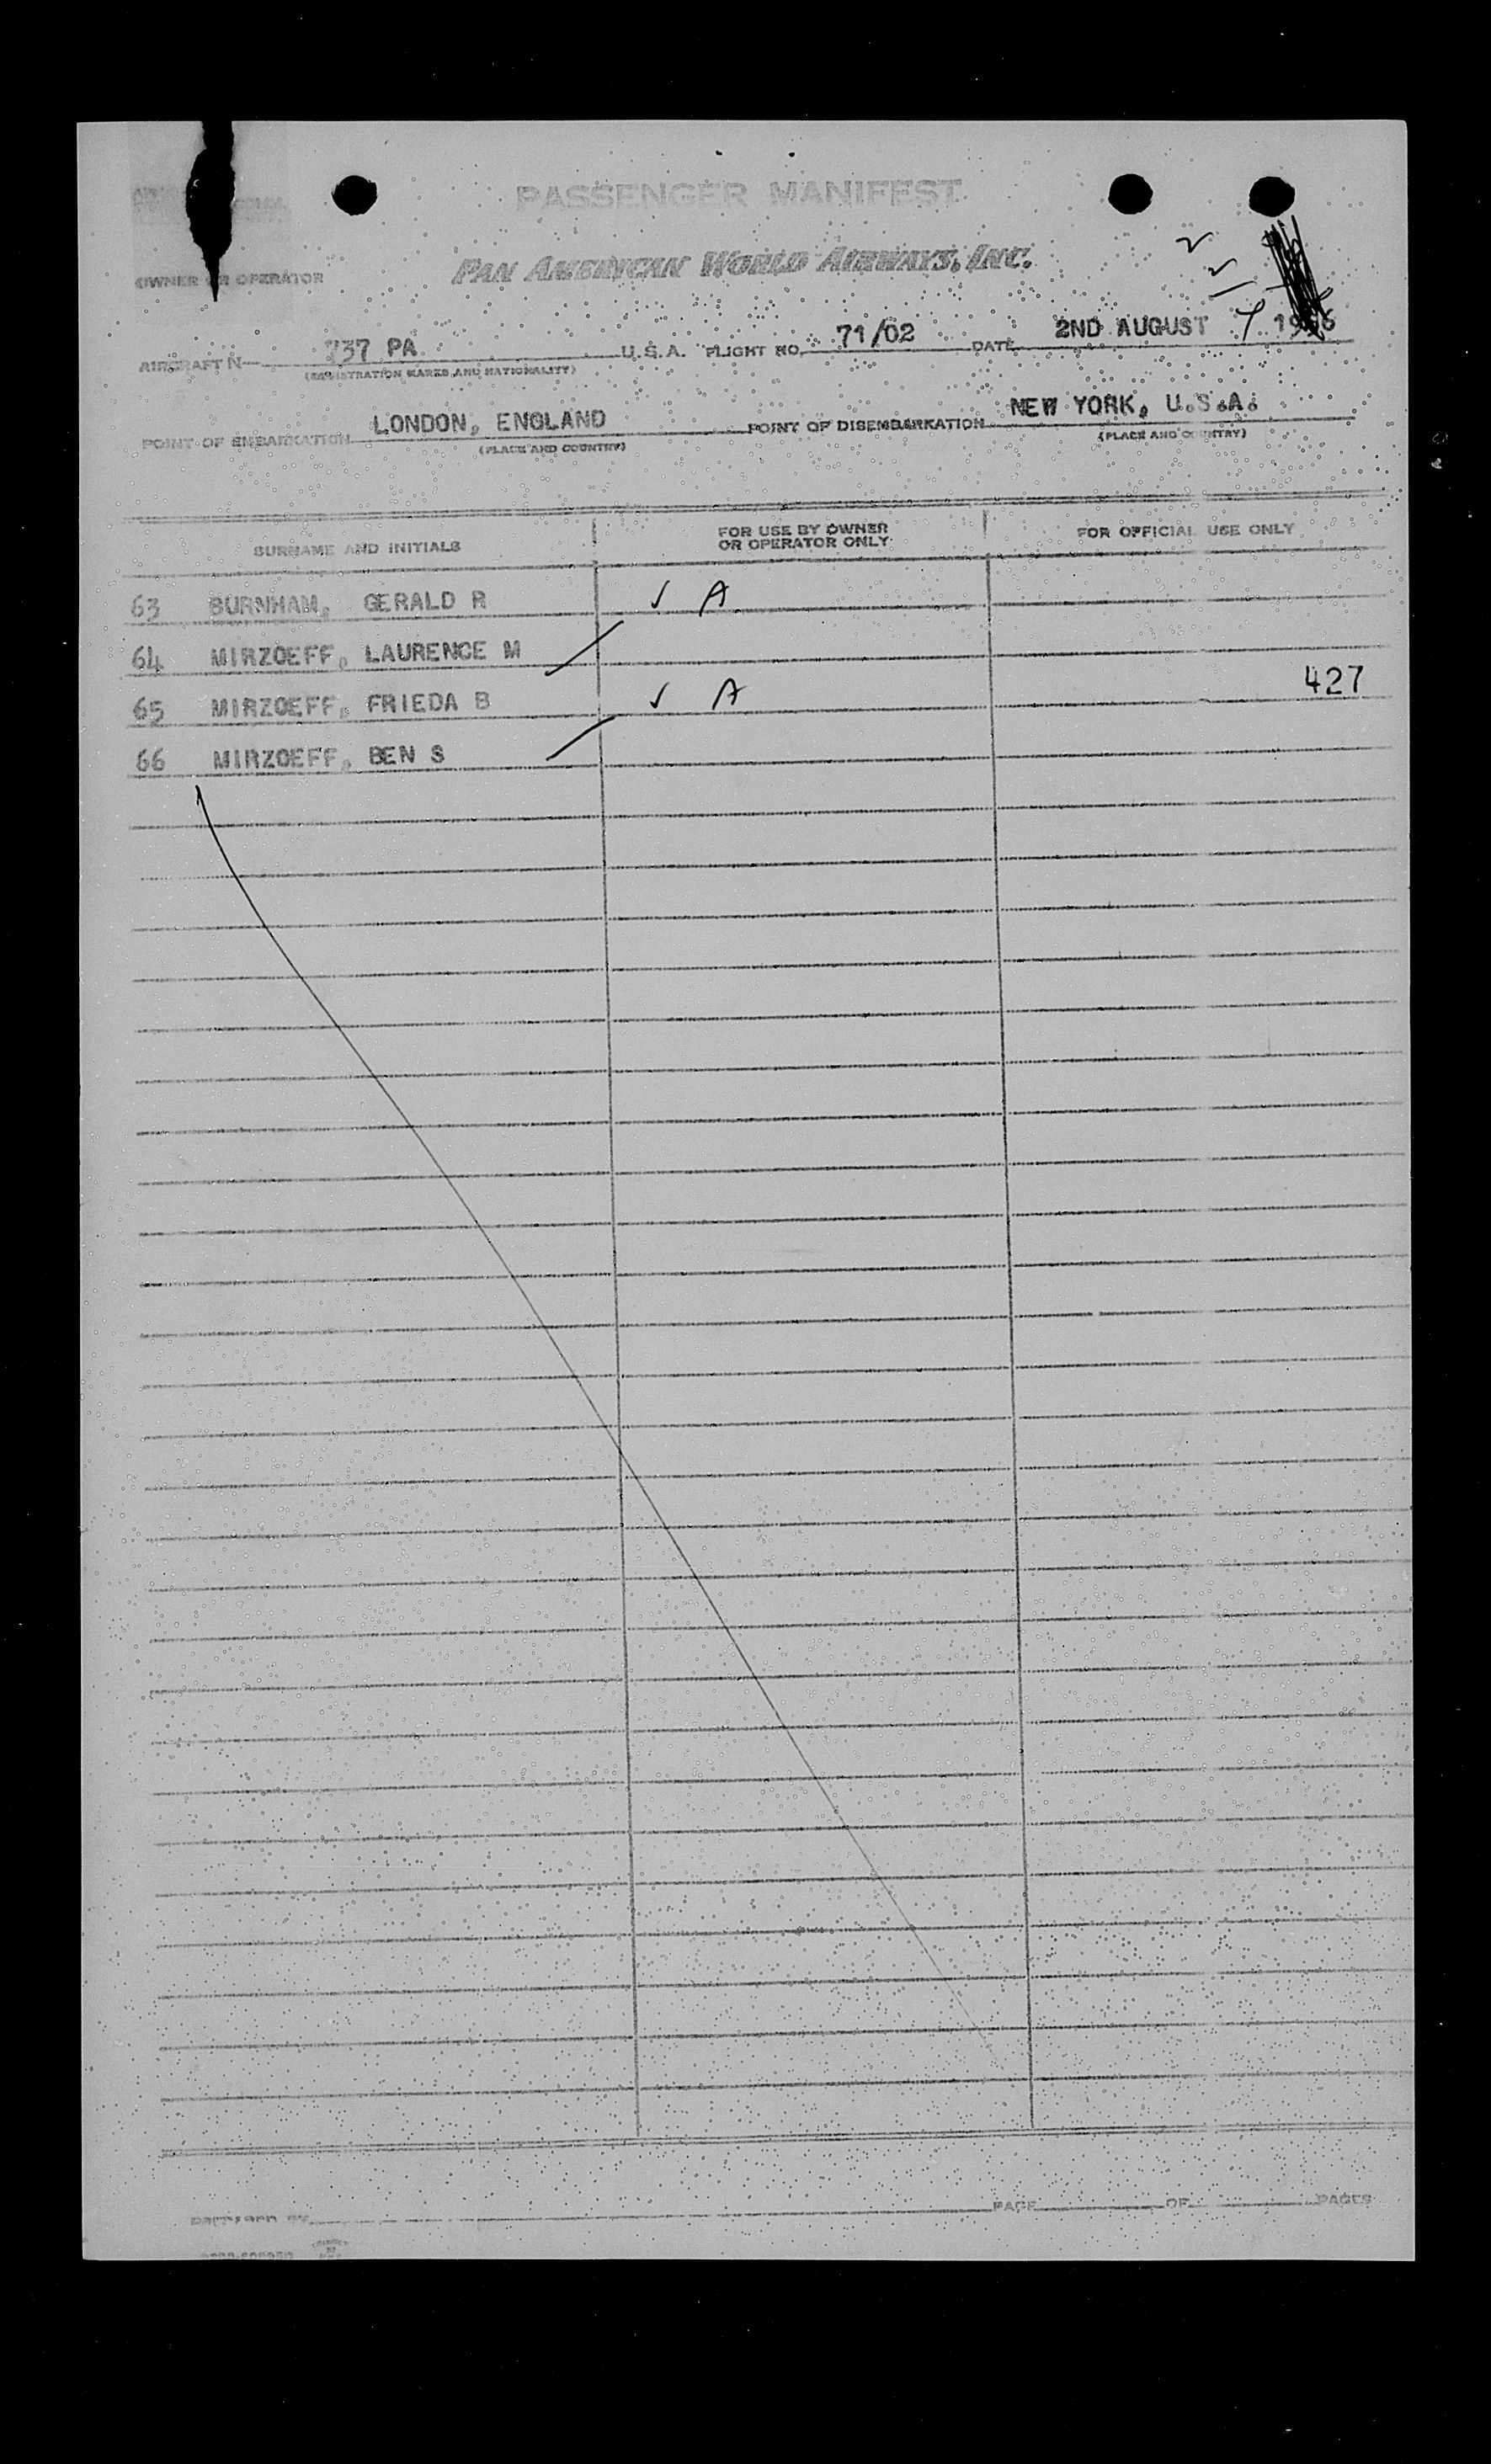 PASSENGER MANIFEST
PAN AMERICAN WORLD AIRWAYS, INC.
OWNER OR OPERATOR
AIRCRAFT N 737 PA U.S.A. FLIGHT NO. 71/02 DATE 2ND AUGUST
(REGISTRATION MARKS AND NATIONALITY)
POINT OF EMBARKATION LONDON, ENGLAND POINT OF DISEMBARKATION NEW YORK, U.S.A.
(PLACE AND COUNTRY) (PLACE AND COUNTRY)
SURNAME AND INITIALS FOR USE BY OWNER OR OPERATOR ONLY FOR OFFICIAL USE ONLY
63 BURNHAM, GERALD R ✓ A
64 MIRZOEFF, LAURENCE M
65 MIRZOEFF, FRIEDA B ✓ A 427
66 MIRZOEFF, BEN S
PREPARED BY PAGE OF PAGES